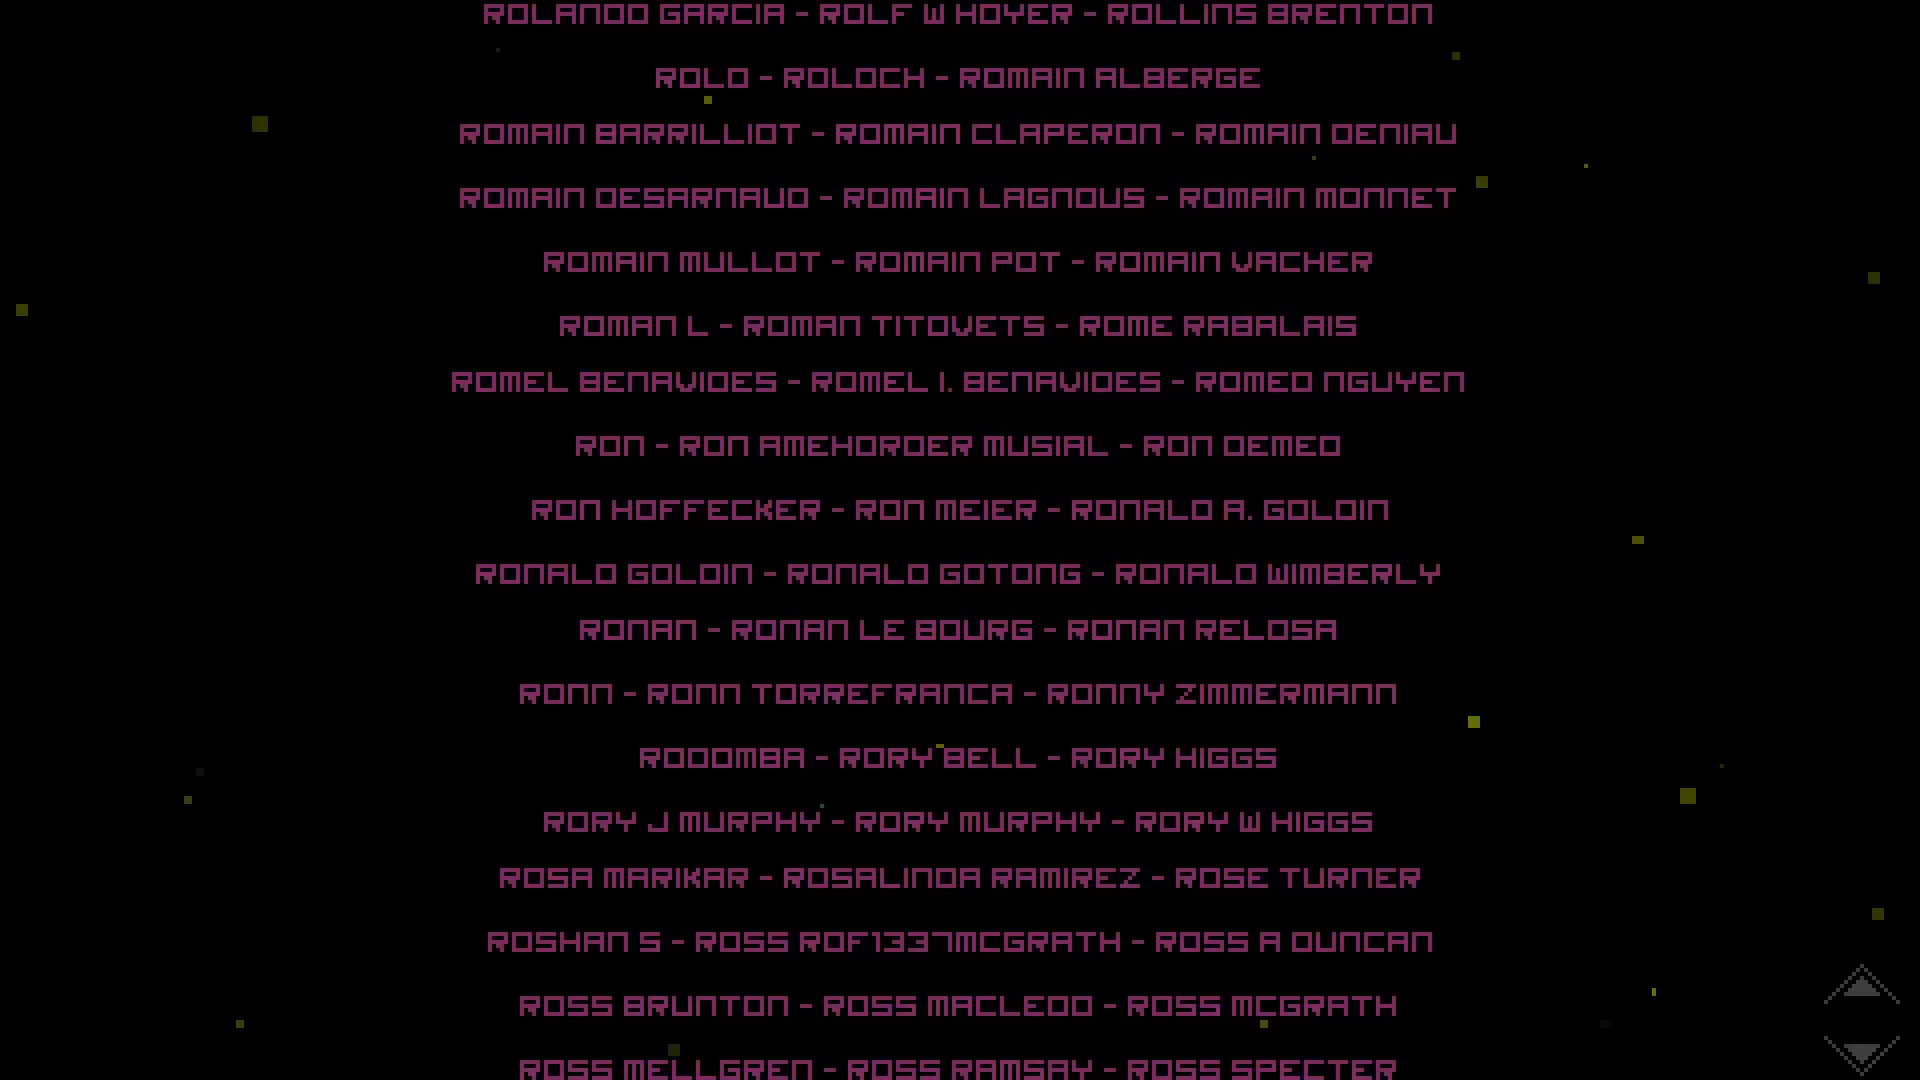 ROLANDO GARCIA - ROLF W HOYER - ROLLINS BRENTON
ROLO - ROLOCH - ROMAIN ALBERGE
ROMAIN BARRILLIOT - ROMAIN CLAPERON - ROMAIN DENIAU
ROMAIN DESARNAUD - ROMAIN LAGNOUS - ROMAIN MONNET
ROMAIN MULLOT - ROMAIN POT - ROMAIN VACHER
ROMAN L - ROMAN TITOVETS - ROME RABALAIS
ROMEL BENAVIDES - ROMEL I. BENAVIDES - ROMEO NGUYEN
RON - RON AMEHORDER MUSIAL - RON DEMEO
RON HOFFECKER - RON MEIER - RONALD A. GOLDIN
RONALD GOLDIN - RONALD GOTONG - RONALD WIMBERLY
RONAN - RONAN LE BOURG - RONAN RELOSA
RONN - RONN TORREFRANCA - RONNY ZIMMERMANN
ROOOMBA - RORY BELL - RORY HIGGS
RORY J MURPHY - RORY MURPHY - RORY W HIGGS
ROSA MARIKAR - ROSALINDA RAMIREZ - ROSE TURNER
ROSHAN S - ROSS ROF1337MCGRATH - ROSS A DUNCAN
ROSS BRUNTON - ROSS MACLEOD - ROSS MCGRATH
ROSS MELLGREN - ROSS RAMSAY - ROSS SPECTER